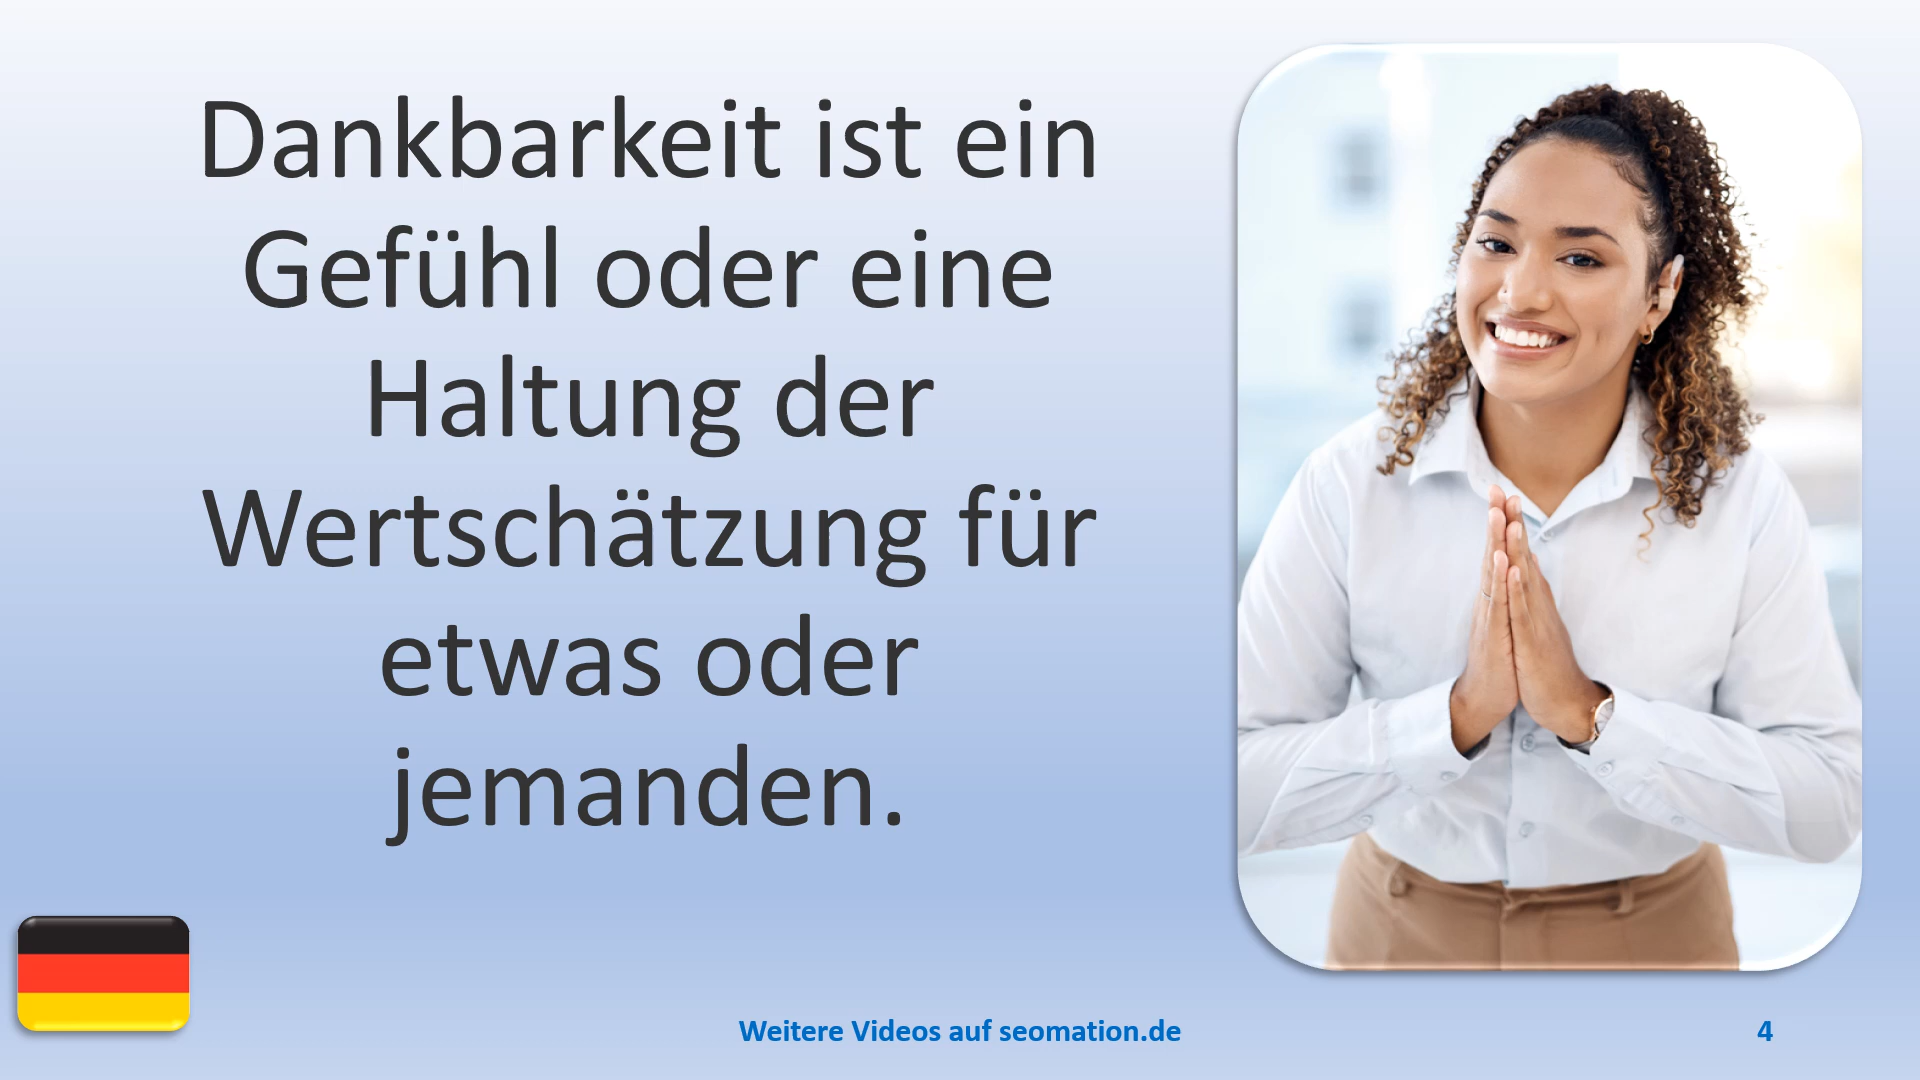 Dankbarkeit ist ein
Gefühl oder eine
Haltung der
Wertschätzung für
etwas oder
jemanden.
Weitere Videos auf seomation.de
4